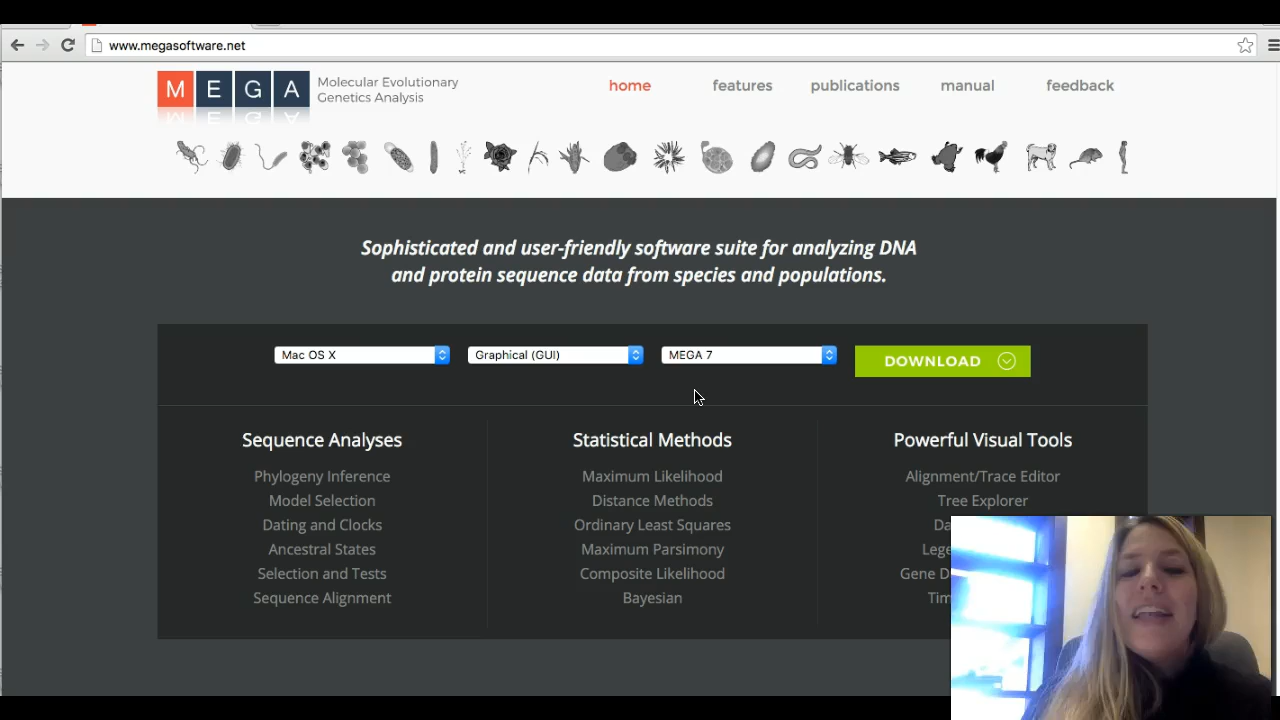 www.megasoftware.net
MEGA
Molecular Evolutionary
Genetics Analysis
home features publications manual feedback
Sophisticated and user-friendly software suite for analyzing DNA
and protein sequence data from species and populations.
Mac OS X Graphical (GUI) MEGA 7 DOWNLOAD
Sequence Analyses
Phylogeny Inference
Model Selection
Dating and Clocks
Ancestral States
Selection and Tests
Sequence Alignment
Statistical Methods
Maximum Likelihood
Distance Methods
Ordinary Least Squares
Maximum Parsimony
Composite Likelihood
Bayesian
Powerful Visual Tools
Alignment/Trace Editor
Tree Explorer
Gene